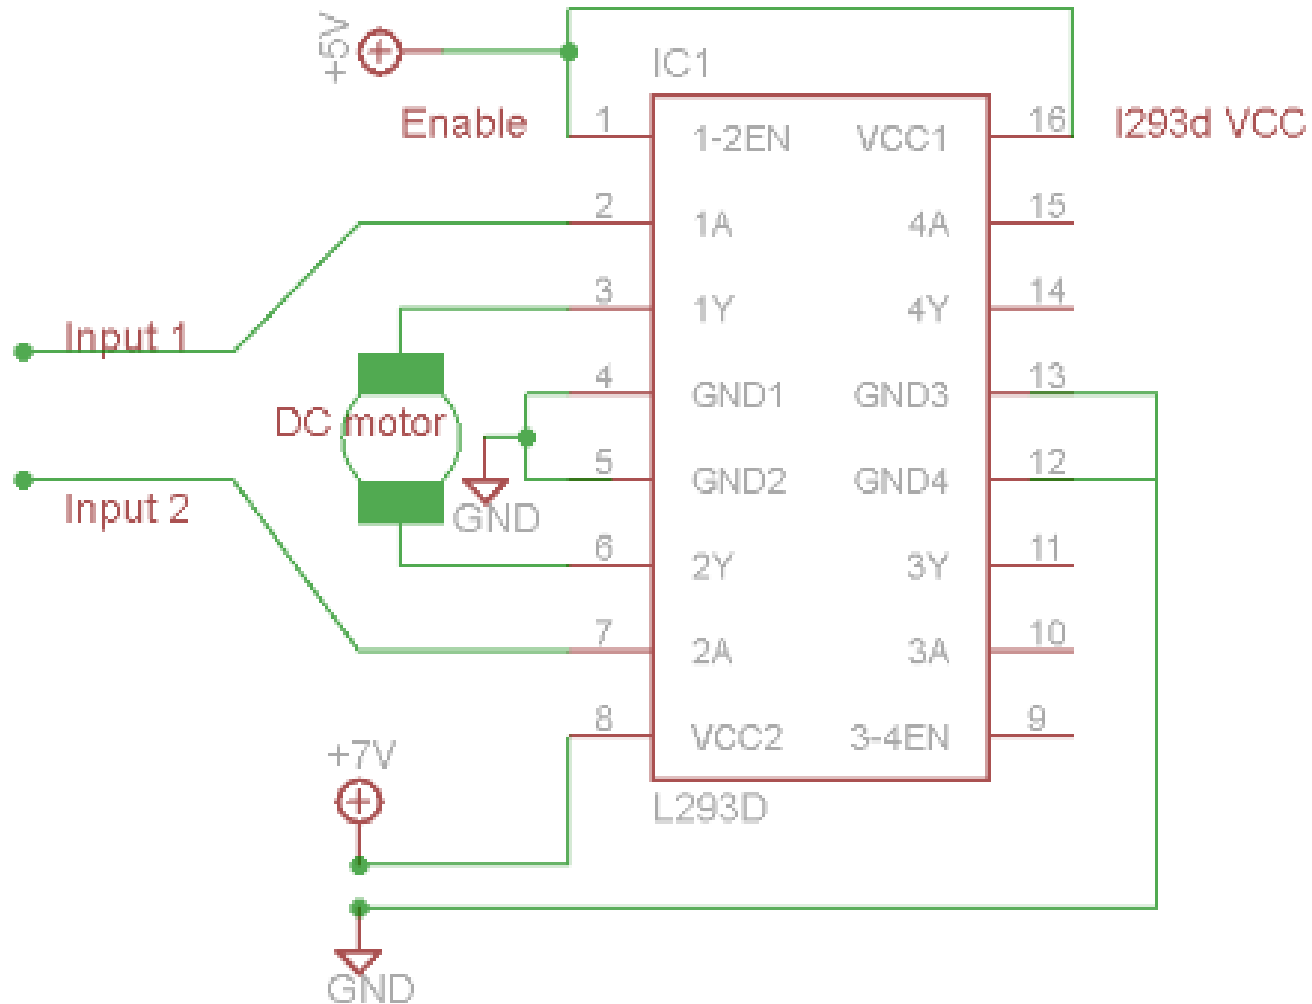 +5V
IC1
Enable
1
1-2EN
VCC1
16
l293d VCC
2
1A
4A
15
3
1Y
4Y
14
Input 1
4
GND1
GND3
13
DC motor
5
GND2
GND4
12
Input 2
GND
6
2Y
3Y
11
7
2A
3A
10
8
VCC2
3-4EN
9
+7V
L293D
GND